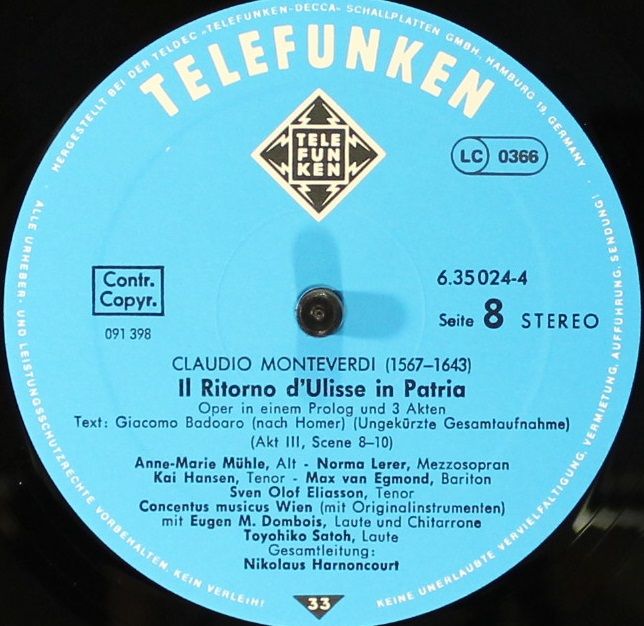 HERGESTELLT BEI DER TELDEC „TELEFUNKEN-DECCA“ SCHALLPLATTEN GMBH., HAMBURG 19, GERMANY
TELEFUNKEN
TELE
FUN
KEN
LC 0366
Contr.
Copyr.
091 398
6.35024-4
Seite 8 STEREO
CLAUDIO MONTEVERDI (1567–1643)
Il Ritorno d'Ulisse in Patria
Oper in einem Prolog und 3 Akten
Text: Giacomo Badoaro (nach Homer) (Ungekürzte Gesamtaufnahme)
(Akt III, Scene 8–10)
Anne-Marie Mühle, Alt - Norma Lerer, Mezzosopran
Kai Hansen, Tenor - Max van Egmond, Bariton
Sven Olof Eliasson, Tenor
Concentus musicus Wien (mit Originalinstrumenten)
mit Eugen M. Dombois, Laute und Chitarrone
Toyohiko Satoh, Laute
Gesamtleitung:
Nikolaus Harnoncourt
33
ALLE URHEBER- UND LEISTUNGSSCHUTZRECHTE VORBEHALTEN KEIN VERLEIH!
KEINE UNERLAUBTE VERVIELFÄLTIGUNG, VERMIETUNG, AUFFÜHRUNG, SENDUNG!